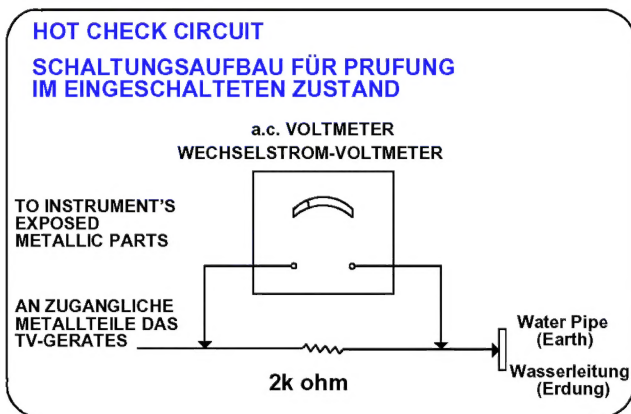 HOT CHECK CIRCUIT
SCHALTUNGSAUFBAU FÜR PRUFUNG
IM EINGESCHALTETEN ZUSTAND
a.c. VOLTMETER
WECHSELSTROM-VOLTMETER
TO INSTRUMENT'S
EXPOSED
METALLIC PARTS
AN ZUGANGLICHE
METALLTEILE DAS
TV-GERATES
2k ohm
Water Pipe
(Earth)
Wasserleitung
(Erdung)